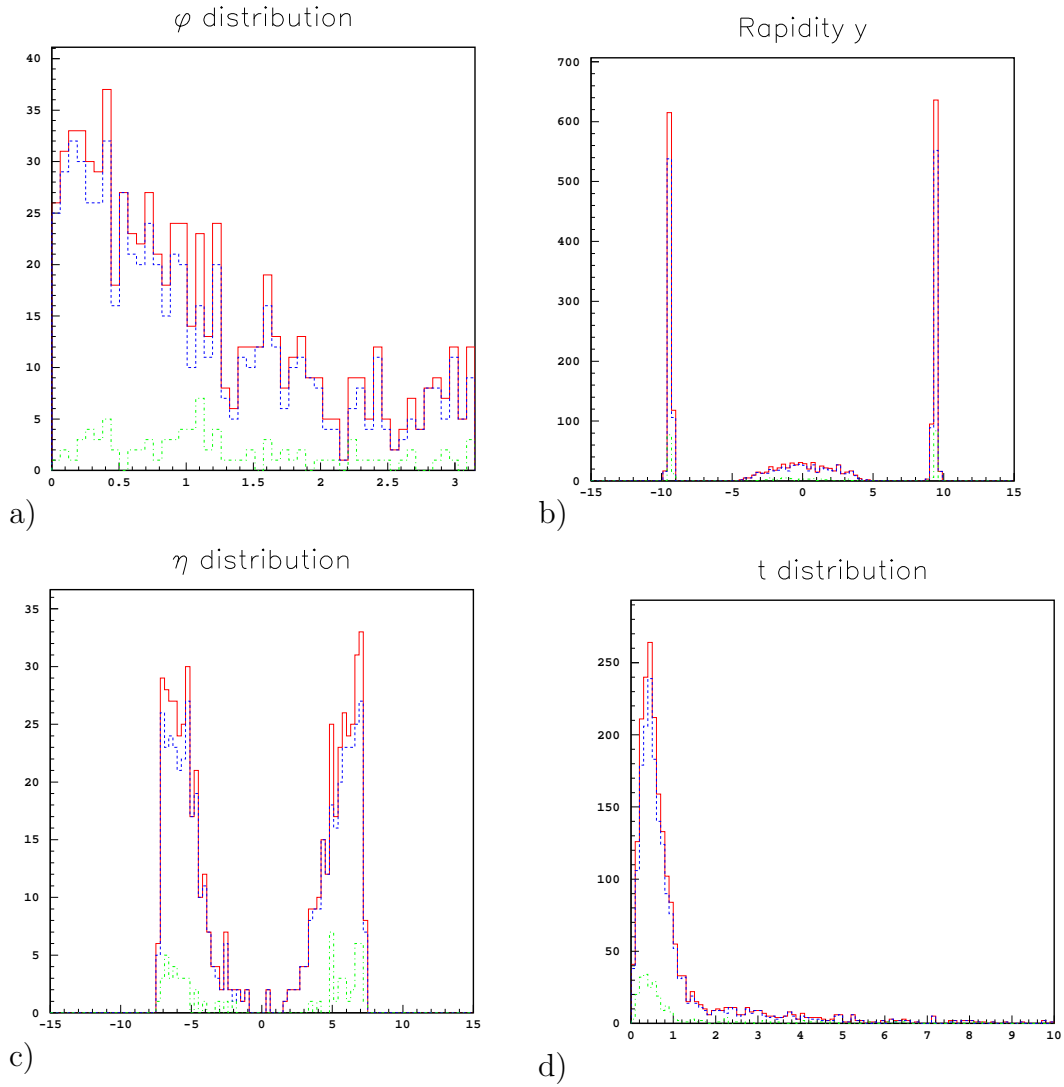 φ distribution
40
35
30
25
20
15
10
5
0
0 0.5 1 1.5 2 2.5 3
a)
Rapidity y
700
600
500
400
300
200
100
0
−15 −10 −5 0 5 10 15
b)
η distribution
35
30
25
20
15
10
5
0
−15 −10 −5 0 5 10 15
c)
t distribution
250
200
150
100
50
0
0 1 2 3 4 5 6 7 8 9 10
d)